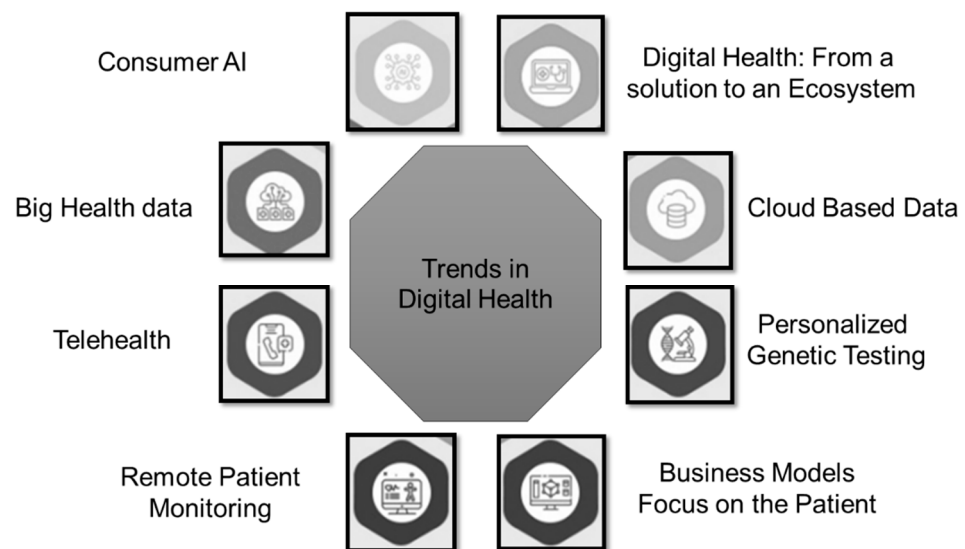 Consumer AI
Digital Health: From a
solution to an Ecosystem
Big Health data
Cloud Based Data
Trends in
Digital Health
Telehealth
Personalized
Genetic Testing
Remote Patient
Monitoring
Business Models
Focus on the Patient